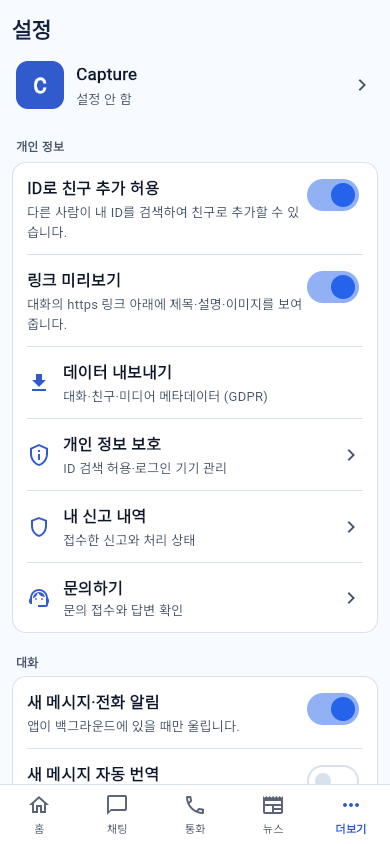 설정
C
Capture
설정 안 함
개인 정보
ID로 친구 추가 허용
다른 사람이 내 ID를 검색하여 친구로 추가할 수 있
습니다.
링크 미리보기
대화의 https 링크 아래에 제목·설명·이미지를 보여
줍니다.
데이터 내보내기
대화·친구·미디어 메타데이터 (GDPR)
개인 정보 보호
ID 검색 허용·로그인 기기 관리
내 신고 내역
접수한 신고와 처리 상태
문의하기
문의 접수와 답변 확인
대화
새 메시지·전화 알림
앱이 백그라운드에 있을 때만 울립니다.
새 메시지 자동 번역
홈
채팅
통화
뉴스
더보기